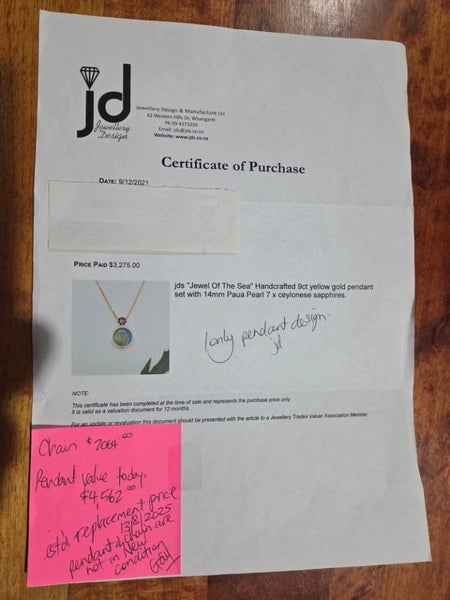 jd
Jewellery
Design
Jewellery Design & Manufacture Ltd
42 Western Hills Dr, Whangarei
Ph 09 4371020
Email: jds@jds.co.nz
Website: www.jds.co.nz
Certificate of Purchase
DATE: 9/12/2021
PRICE PAID $3,275.00
jds "Jewel Of The Sea" Handcrafted 9ct yellow gold pendant
set with 14mm Paua Pearl 7 x ceylonese sapphires.
1only pendant design.
jd
NOTE:
This certificate has been completed at the time of sale and represents the purchase price only.
It is valid as a valuation document for 12 months.
For an update or revaluation this document should be presented with the article to a Jewellery Trades Valuer Association Member.
Chain $2064.00
Pendant value today.
$4,562.00
istd replacement price
13/8/2025
pendant & chain are
not in New
condition